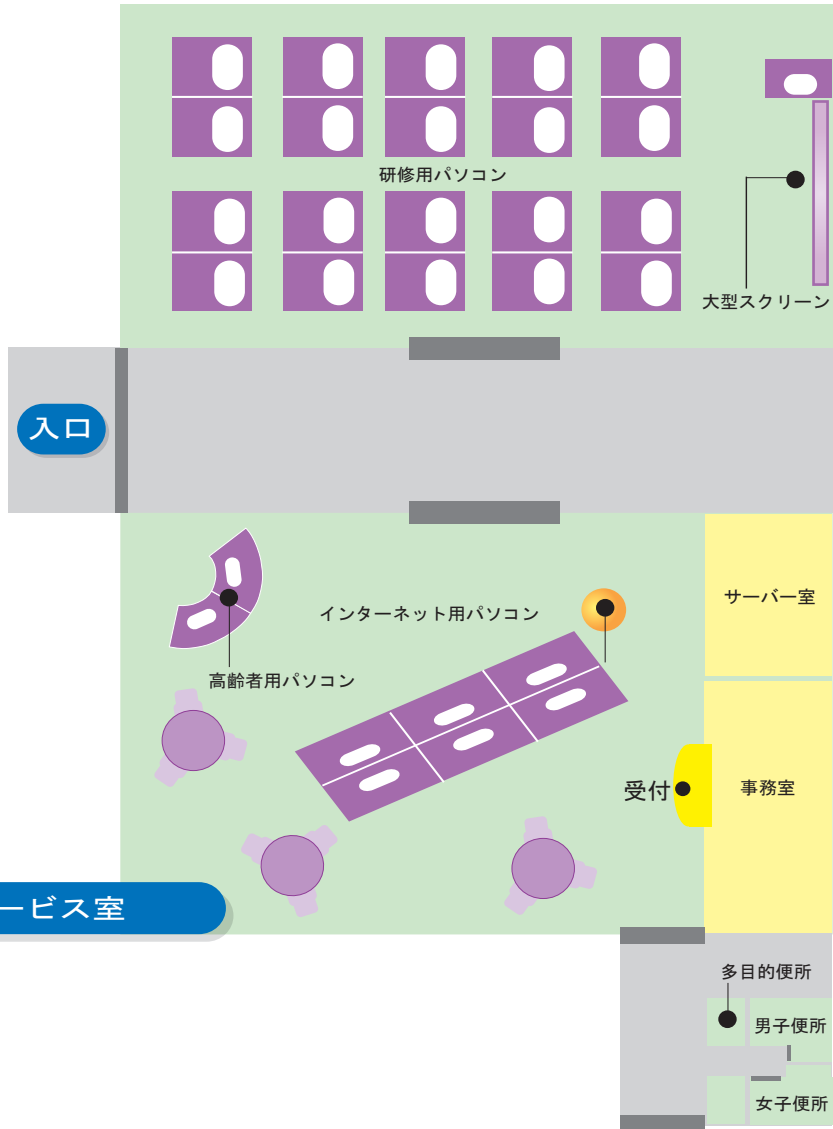 研修用パソコン
大型スクリーン
入口
サーバー室
インターネット用パソコン
高齢者用パソコン
受付
事務室
ービス室
多目的便所
男子便所
女子便所